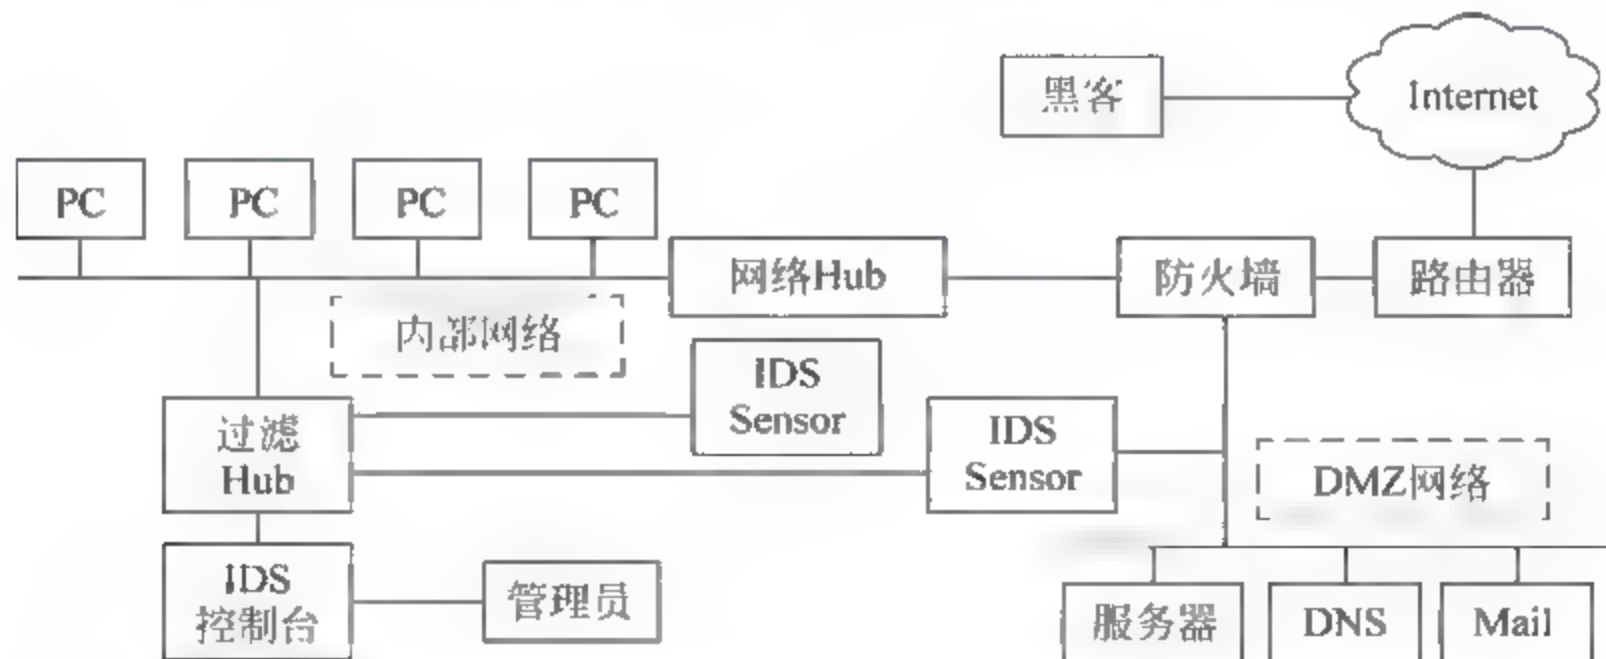 黑客
Internet
PC
PC
PC
PC
网络Hub
防火墙
路由器
内部网络
IDS
Sensor
过滤
Hub
IDS
Sensor
DMZ网络
IDS
控制台
管理员
服务器
DNS
Mail